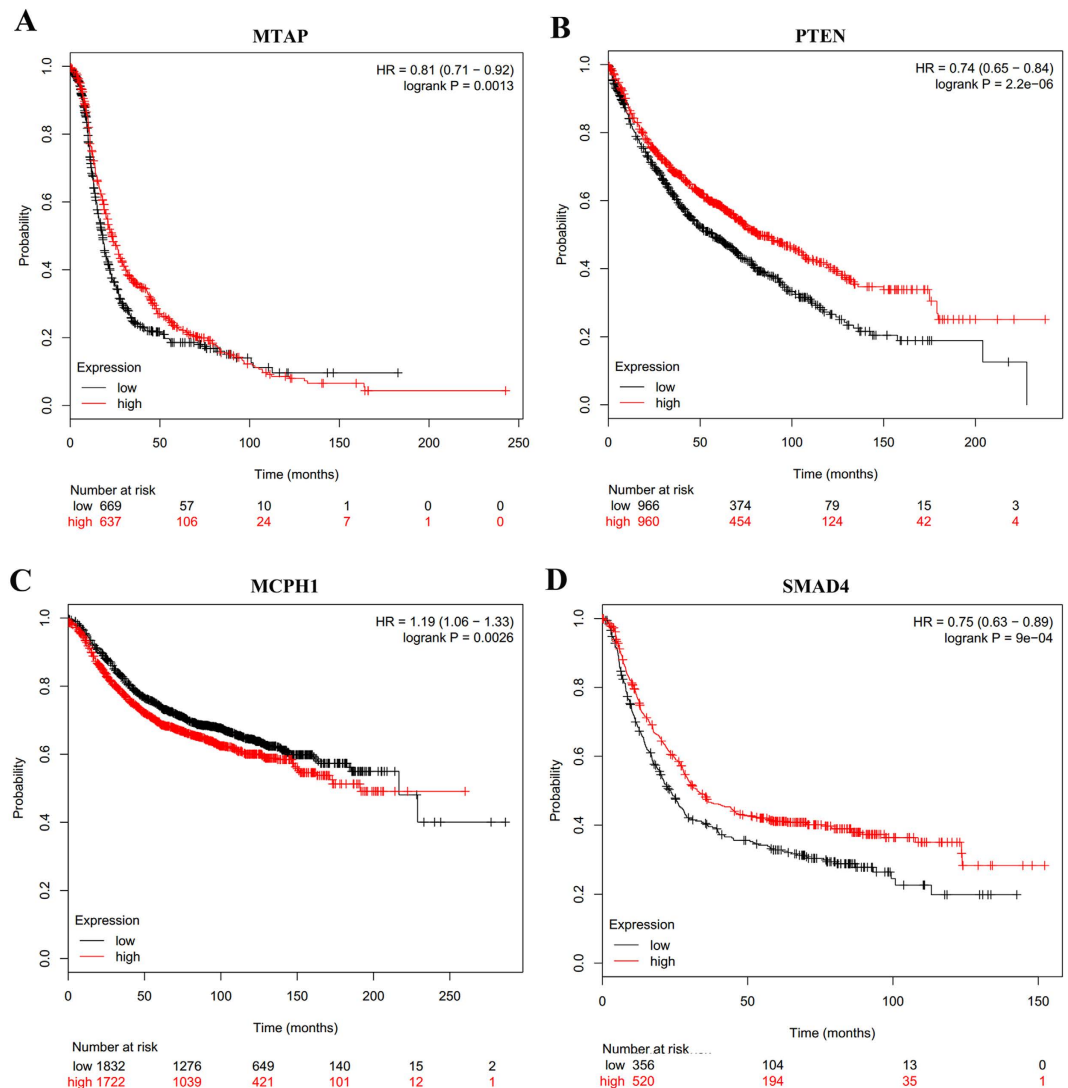 A
MTAP
HR = 0.81 (0.71 − 0.92)
logrank P = 0.0013
Probability
1.0
0.8
0.6
0.4
0.2
0.0
Expression
low
high
0 50 100 150 200 250
Time (months)
Number at risk
low 669 57 10 1 0 0
high 637 106 24 7 1 0
B
PTEN
HR = 0.74 (0.65 − 0.84)
logrank P = 2.2e−06
Probability
1.0
0.8
0.6
0.4
0.2
0.0
Expression
low
high
0 50 100 150 200
Time (months)
Number at risk
low 966 374 79 15 3
high 960 454 124 42 4
C
MCPH1
HR = 1.19 (1.06 − 1.33)
logrank P = 0.0026
Probability
1.0
0.8
0.6
0.4
0.2
0.0
Expression
low
high
0 50 100 150 200 250
Time (months)
Number at risk
low 1832 1276 649 140 15 2
high 1722 1039 421 101 12 1
D
SMAD4
HR = 0.75 (0.63 − 0.89)
logrank P = 9e−04
Probability
1.0
0.8
0.6
0.4
0.2
0.0
Expression
low
high
0 50 100 150
Time (months)
Number at risk
low 356 104 13 0
high 520 194 35 1